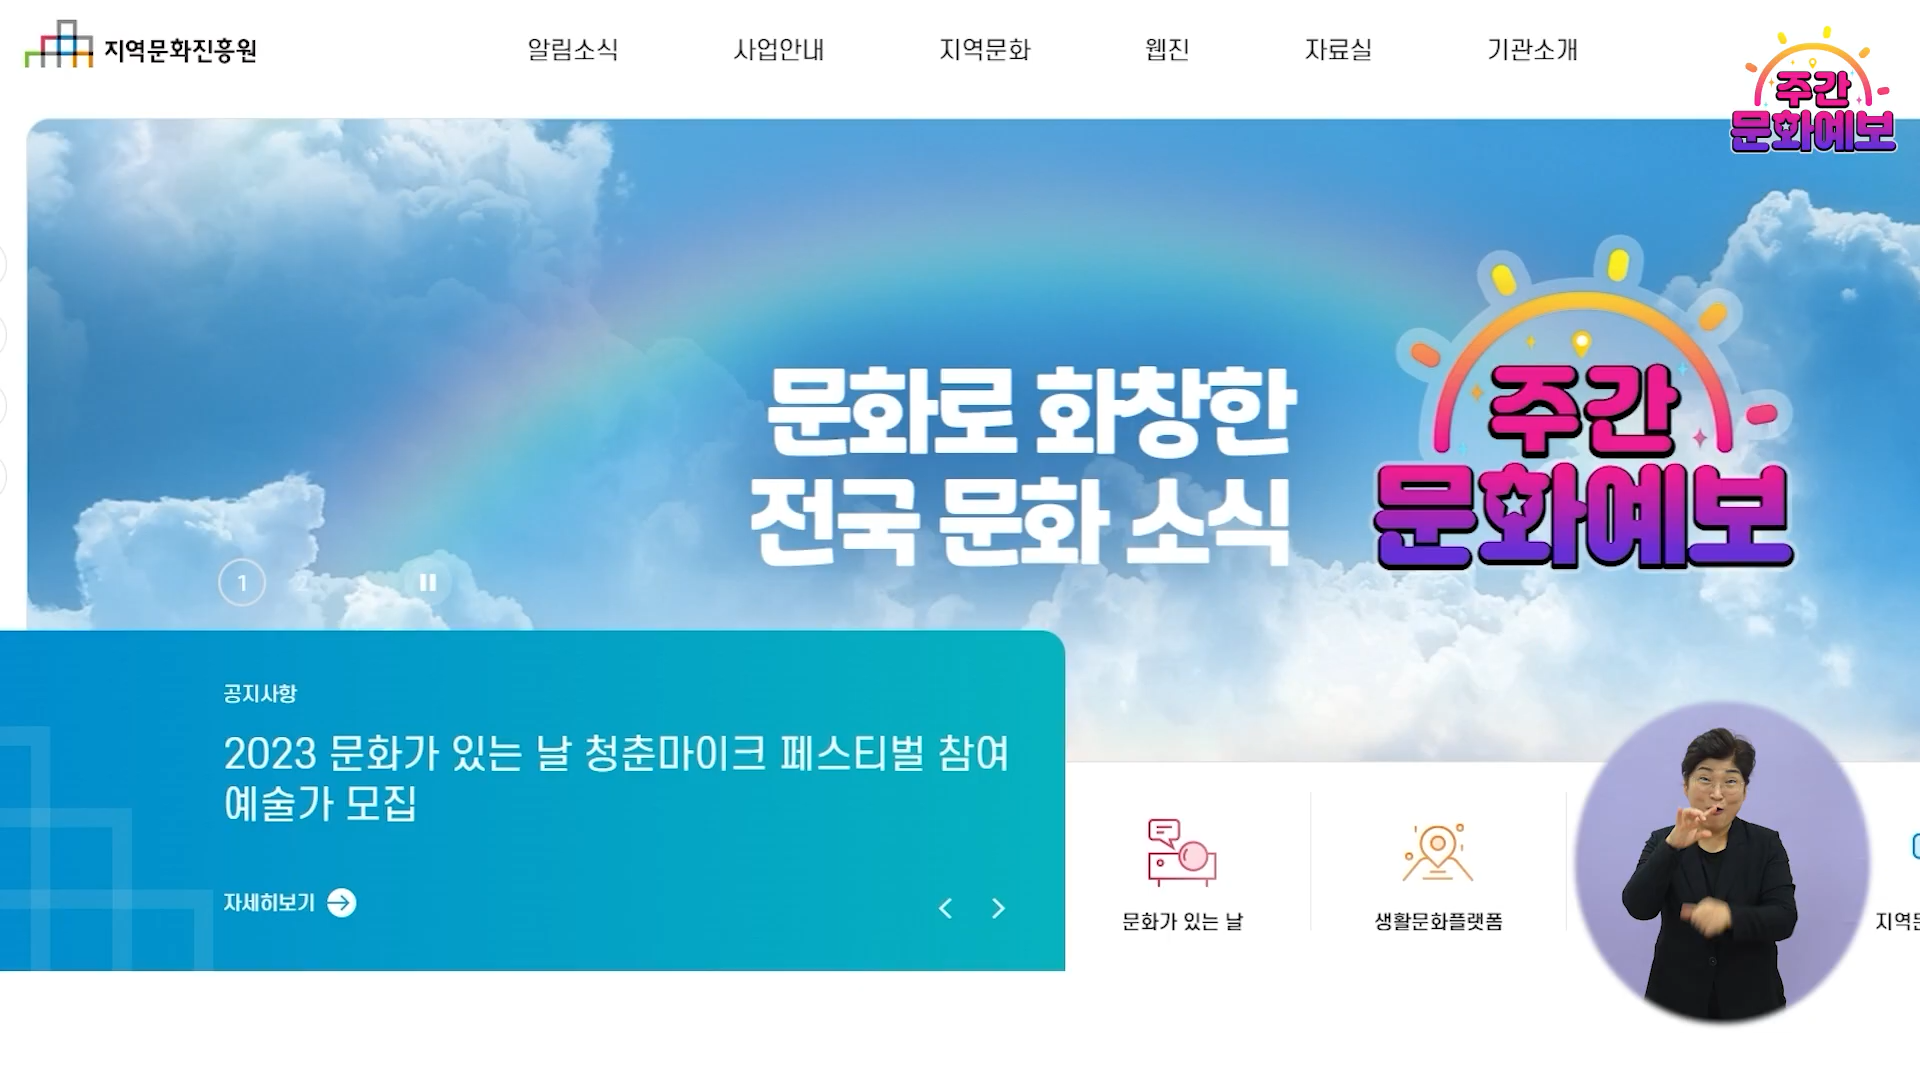 지역문화진흥원
알림소식
사업안내
지역문화
웹진
자료실
기관소개
주간
문화예보
문화로 화창한
전국 문화 소식
주간
문화예보
1
2
공지사항
2023 문화가 있는 날 청춘마이크 페스티벌 참여
예술가 모집
자세히보기
문화가 있는 날
생활문화플랫폼